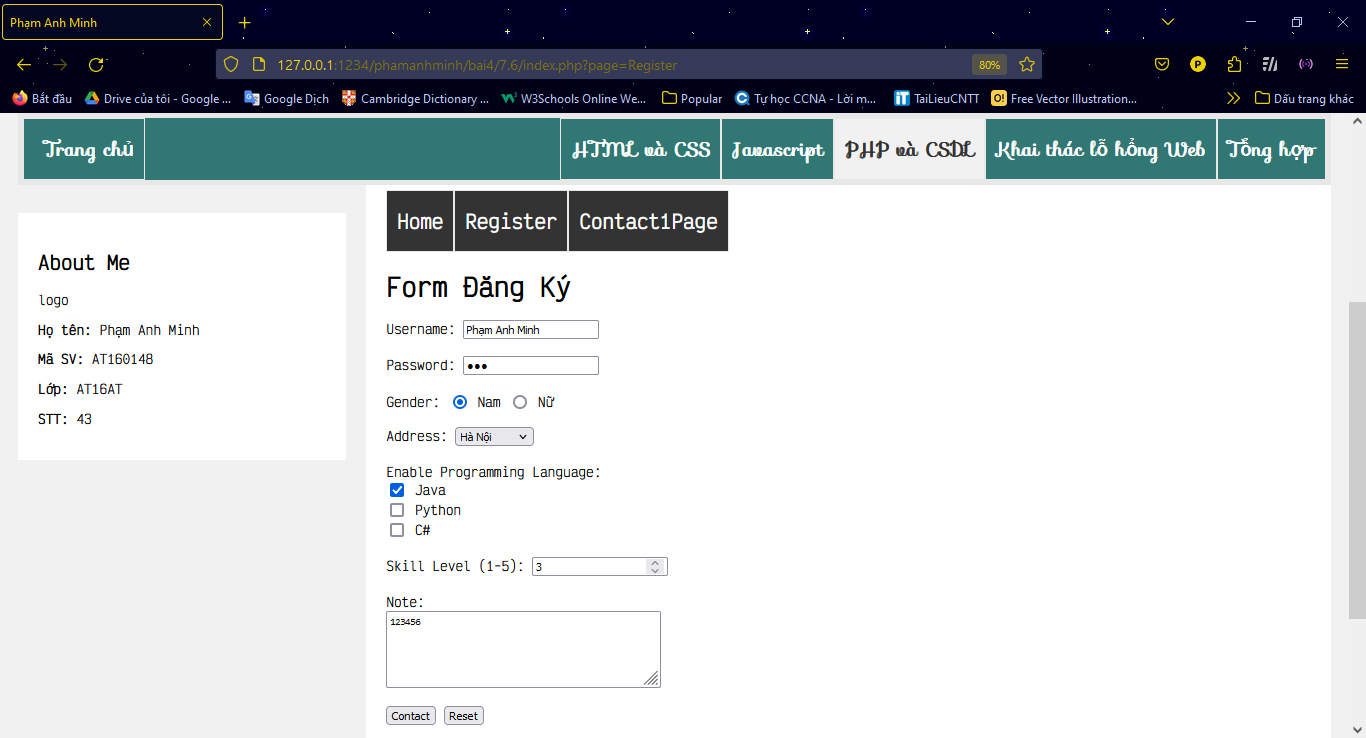 Phạm Anh Minh
127.0.0.1:1234/phamanhminh/bai4/7.6/index.php?page=Register
80%
Bắt đầu
Drive của tôi - Google ...
Google Dịch
Cambridge Dictionary ...
W3Schools Online We...
Popular
Tự học CCNA - Lời m...
TaiLieuCNTT
Free Vector Illustration...
Dấu trang khác
Trang chủ
HTML và CSS
Javascript
PHP và CSDL
Khai thác lỗ hổng Web
Tổng hợp
Home
Register
Contact1Page
About Me
logo
Họ tên: Phạm Anh Minh
Mã SV: AT160148
Lớp: AT16AT
STT: 43
Form Đăng Ký
Username: Phạm Anh Minh
Password: •••
Gender: Nam Nữ
Address: Hà Nội
Enable Programming Language:
Java
Python
C#
Skill Level (1-5): 3
Note:
123456
Contact
Reset